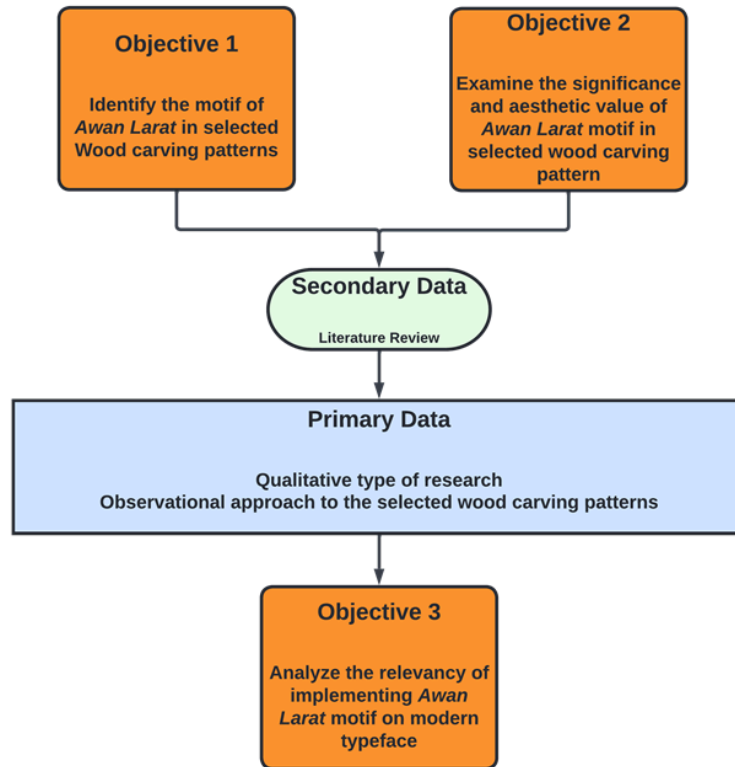 Objective 1
Identify the motif of
Awan Larat in selected
Wood carving patterns
Objective 2
Examine the significance
and aesthetic value of
Awan Larat motif in
selected wood carving
pattern
Secondary Data
Literature Review
Primary Data
Qualitative type of research
Observational approach to the selected wood carving patterns
Objective 3
Analyze the relevancy of
implementing Awan
Larat motif on modern
typeface